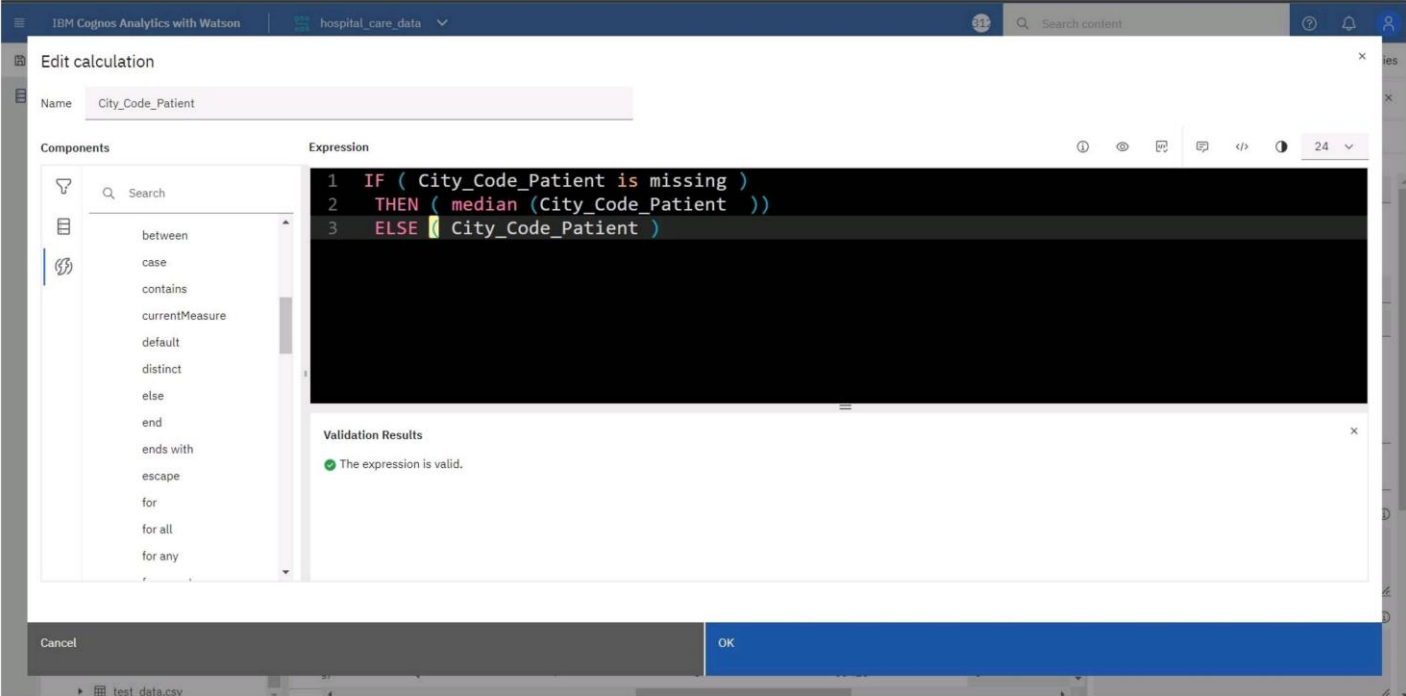 IBM Cognos Analytics with Watson
hospital_care_data
312
Search content
Edit calculation
ies
Name
City_Code_Patient
Components
Expression
24
Search
between
case
contains
currentMeasure
default
distinct
else
end
ends with
escape
for
for all
for any
1 IF ( City_Code_Patient is missing )
2 THEN ( median (City_Code_Patient ))
3 ELSE ( City_Code_Patient )
Validation Results
The expression is valid.
Cancel
OK
test_data.csv